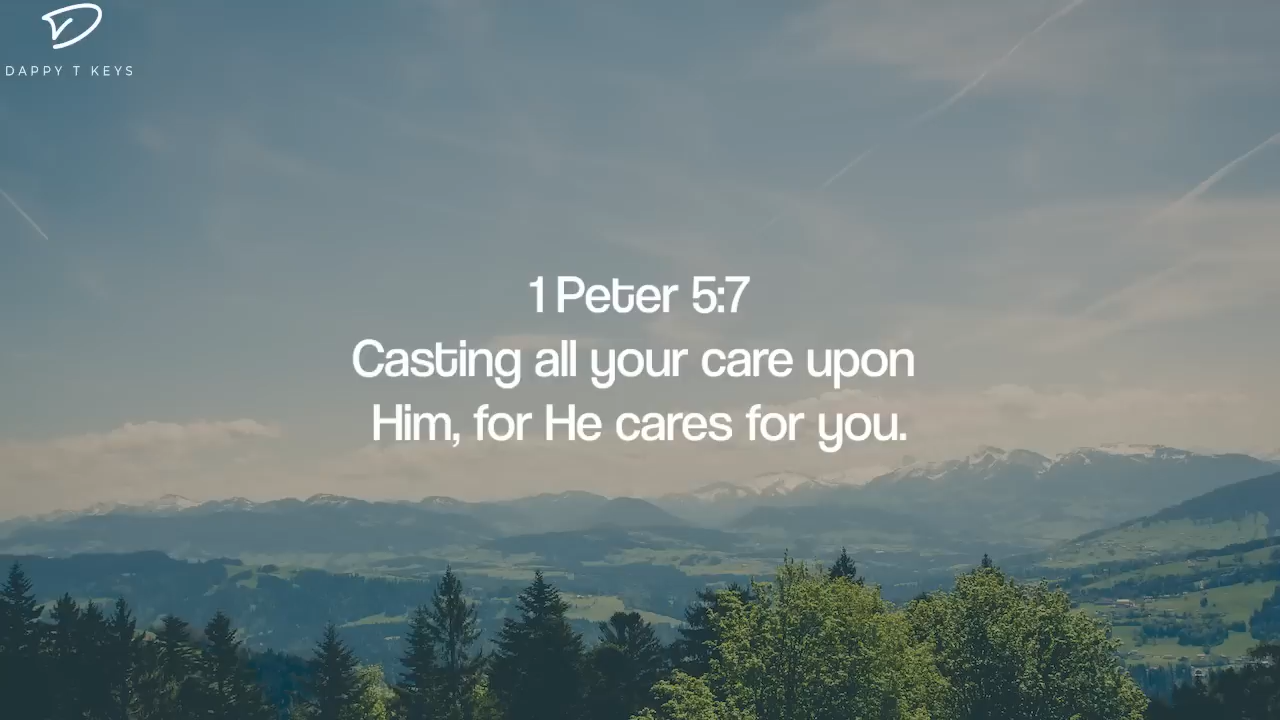 DAPPY T KEYS
1 Peter 5:7
Casting all your care upon
Him, for He cares for you.